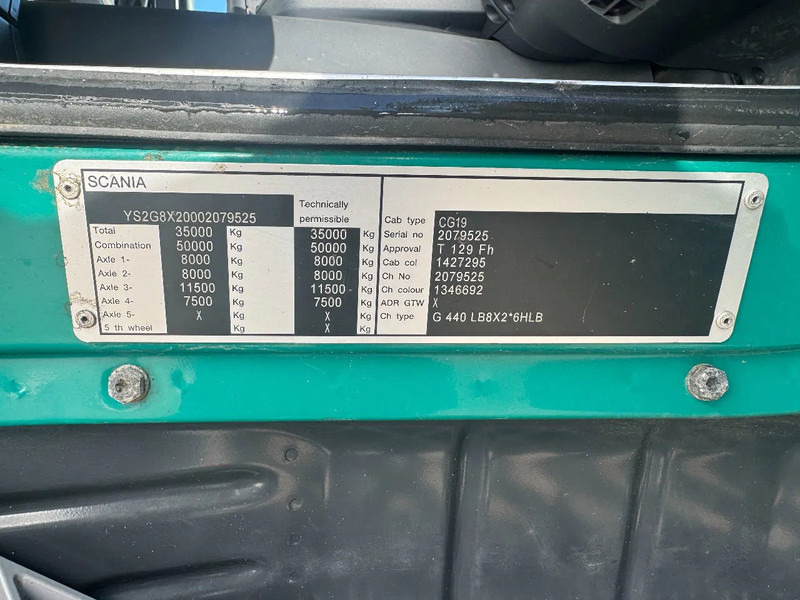 SCANIA
YS2G8X20002079525
Technically
permissible
Total 35000 Kg 35000 Kg
Combination 50000 Kg 50000 Kg
Axle 1- 8000 Kg 8000 Kg
Axle 2- 8000 Kg 8000 Kg
Axle 3- 11500 Kg 11500 Kg
Axle 4- 7500 Kg 7500 Kg
Axle 5- X Kg X Kg
5 th wheel Kg X Kg
Cab type CG19
Serial no 2079525
Approval T 129 Fh
Cab col 1427295
Ch No 2079525
Ch colour 1346692
ADR GTW X
Ch type G 440 LB8X2*6HLB